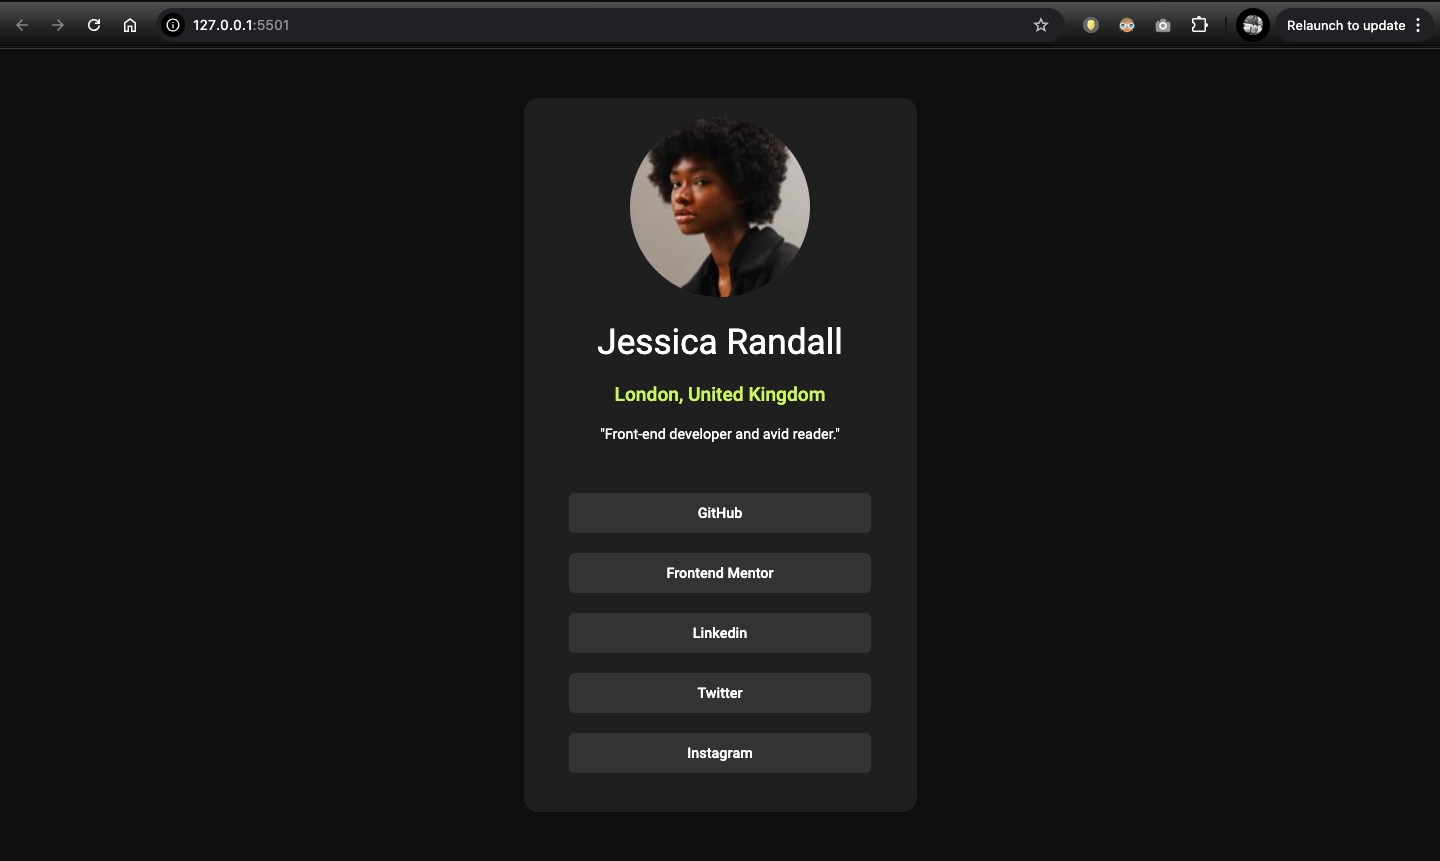 127.0.0.1:5501
Relaunch to update
Jessica Randall
London, United Kingdom
"Front-end developer and avid reader."
GitHub
Frontend Mentor
Linkedin
Twitter
Instagram